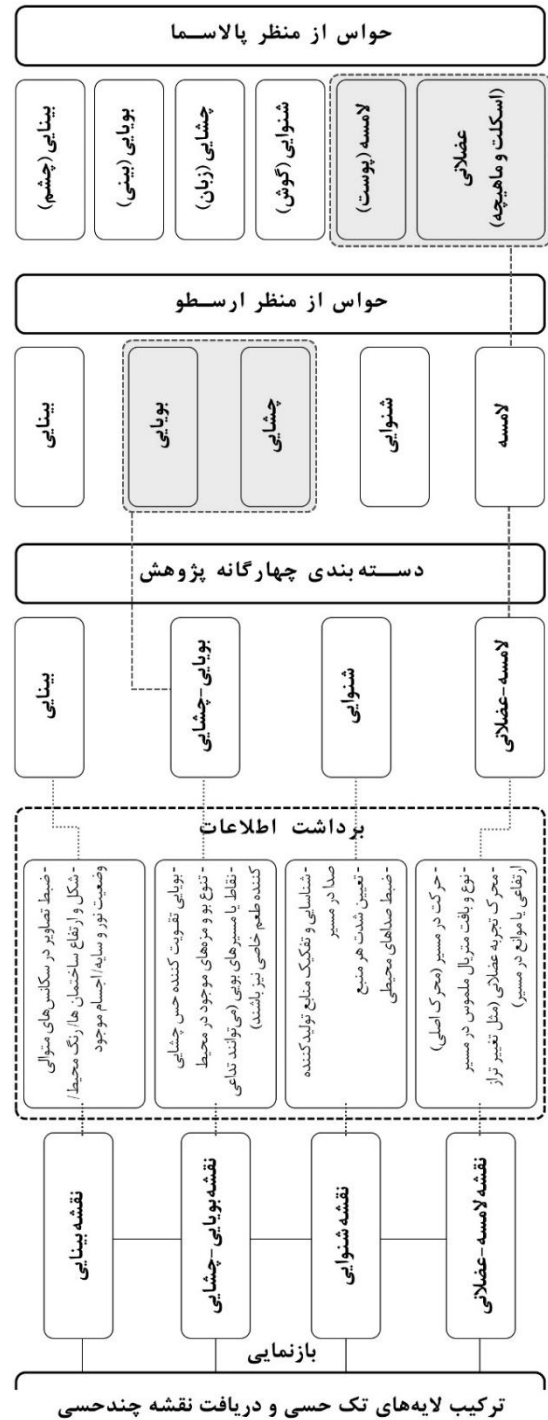 حواس از منظر پالاسـما
بینایی (چشم)
بویایی (بینی)
چشایی (زبان)
شنوایی (گوش)
لامسه (پوست)
عضلانی
(اسکلت و ماهیچه)
حواس از منظر ارسـطو
بینایی
بویایی
چشایی
شنوایی
لامسه
دسـته‌بندی چهارگانه پژوهش
بینایی
بویایی-چشایی
شنوایی
لامسه-عضلانی
برداشت اطلاعات
- ضبط تصاویر در سکانس‌های متوالی
- شکل و ارتفاع ساختمان ها/ رنگ محیط/
وضعیت نور و سایه/ اجسام موجود
- بویایی تقویت کننده حس چشایی
- تنوع بو و مزه‌های موجود در محیط
- نقاط یا مسیرهای بویی (می‌توانند تداعی
کننده طعم خاصی نیز باشند)
- شناسایی و تفکیک منابع تولیدکننده
صدا در مسیر
- تعیین شدت هر منبع
- ضبط صداهای محیطی
- حرکت در مسیر (محرک اصلی)
- نوع و بافت متریال ملموس در مسیر
- محرک تجربه عضلانی (مثل تغییر تراز
ارتفاعی یا موانع در مسیر)
نقشه بینایی
نقشه بویایی-چشایی
نقشه شنوایی
نقشه لامسه-عضلانی
بازنمایی
ترکیب لایه‌های تک حسی و دریافت نقشه چندحسی